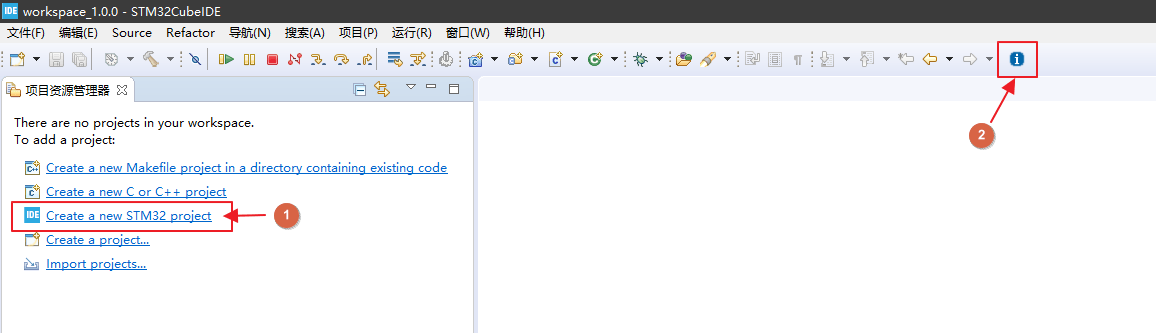 IDE workspace_1.0.0 - STM32CubeIDE
文件(F) 编辑(E) Source Refactor 导航(N) 搜索(A) 项目(P) 运行(R) 窗口(W) 帮助(H)
项目资源管理器
There are no projects in your workspace.
To add a project:
Create a new Makefile project in a directory containing existing code
Create a new C or C++ project
IDE Create a new STM32 project
1
Create a project...
Import projects...
2